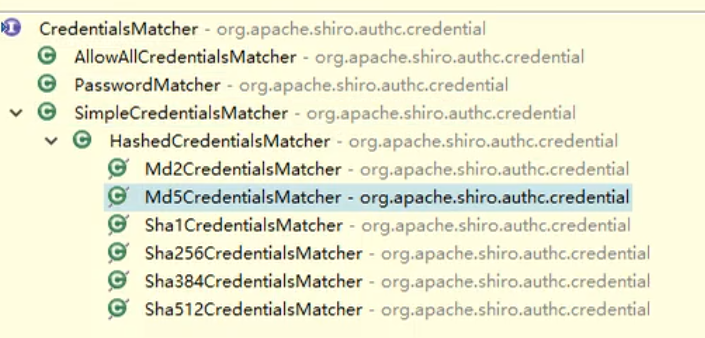 CredentialsMatcher - org.apache.shiro.authc.credential
AllowAllCredentialsMatcher - org.apache.shiro.authc.credential
PasswordMatcher - org.apache.shiro.authc.credential
SimpleCredentialsMatcher - org.apache.shiro.authc.credential
HashedCredentialsMatcher - org.apache.shiro.authc.credential
Md2CredentialsMatcher - org.apache.shiro.authc.credential
Md5CredentialsMatcher - org.apache.shiro.authc.credential
Sha1CredentialsMatcher - org.apache.shiro.authc.credential
Sha256CredentialsMatcher - org.apache.shiro.authc.credential
Sha384CredentialsMatcher - org.apache.shiro.authc.credential
Sha512CredentialsMatcher - org.apache.shiro.authc.credential